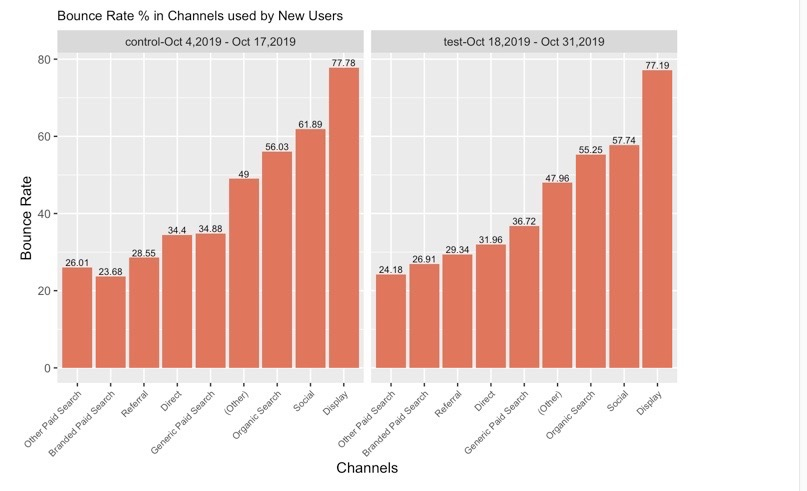 Bounce Rate % in Channels used by New Users
control-Oct 4,2019 - Oct 17,2019
test-Oct 18,2019 - Oct 31,2019
Bounce Rate
80
60
40
20
0
26.01
23.68
28.55
34.4
34.88
49
56.03
61.89
77.78
24.18
26.91
29.34
31.96
36.72
47.96
55.25
57.74
77.19
Other Paid Search
Branded Paid Search
Referral
Direct
Generic Paid Search
(Other)
Organic Search
Social
Display
Other Paid Search
Branded Paid Search
Referral
Direct
Generic Paid Search
(Other)
Organic Search
Social
Display
Channels